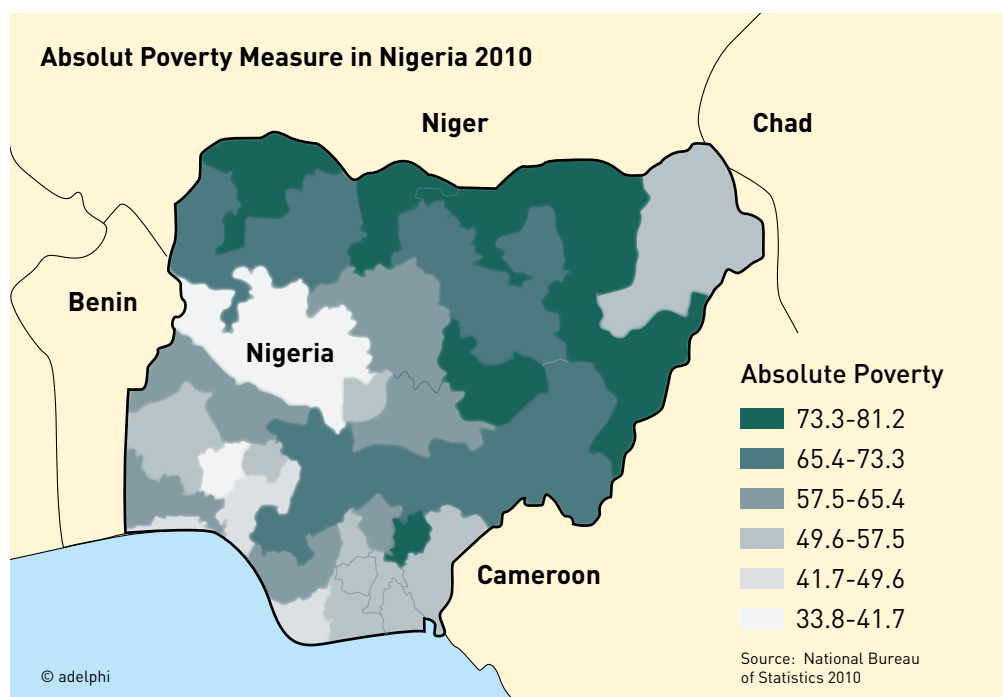 Absolut Poverty Measure in Nigeria 2010
Niger
Chad
Benin
Nigeria
Cameroon
Absolute Poverty
73.3-81.2
65.4-73.3
57.5-65.4
49.6-57.5
41.7-49.6
33.8-41.7
Source: National Bureau
of Statistics 2010
© adelphi